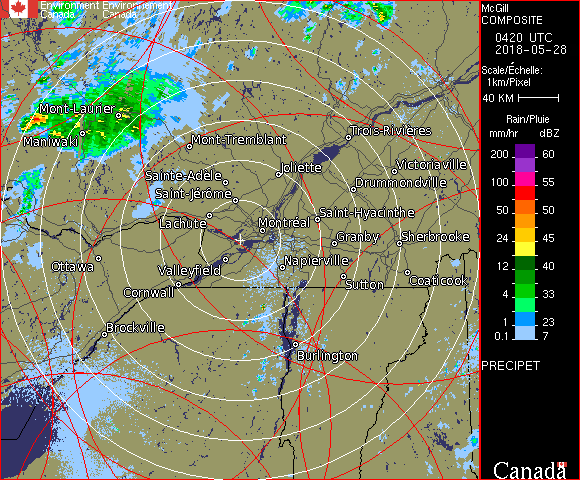 Environment Environnement
Canada Canada
McGill
COMPOSITE
0420 UTC
2018-05-28
Scale/Échelle:
1km/Pixel
40 KM
Rain/Pluie
mm/hr dBZ
200 60
100 55
50 50
24 45
12 40
4 33
1 23
0.1 7
PRECIPET
Mont-Laurier
Maniwaki
Mont-Tremblant
Trois-Rivières
Sainte-Adèle
Joliette
Victoriaville
Saint-Jérôme
Drummondville
Lachute
Saint-Hyacinthe
Montréal
Granby
Sherbrooke
Ottawa
Valleyfield
Napierville
Cornwall
Sutton
Coaticook
Brockville
Burlington
Canada